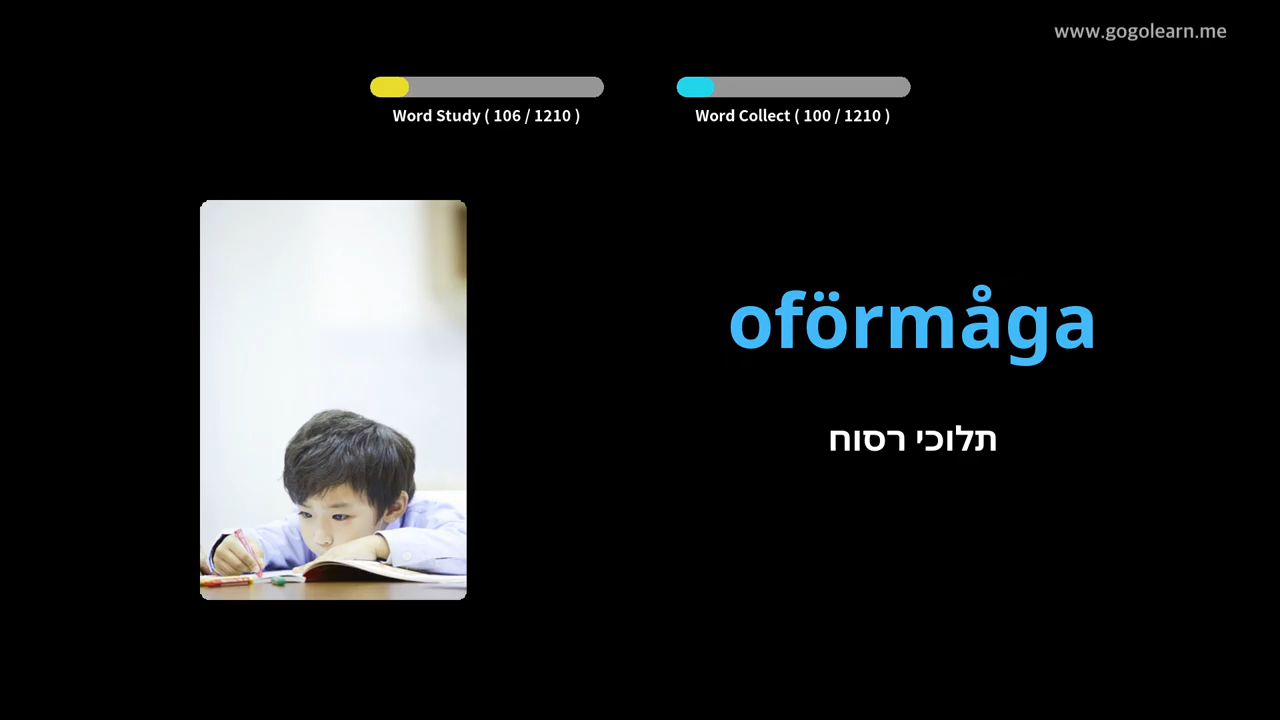 www.gogolearn.me
Word Study ( 106 / 1210 )
Word Collect ( 100 / 1210 )
oförmåga
תלוכי רסוח